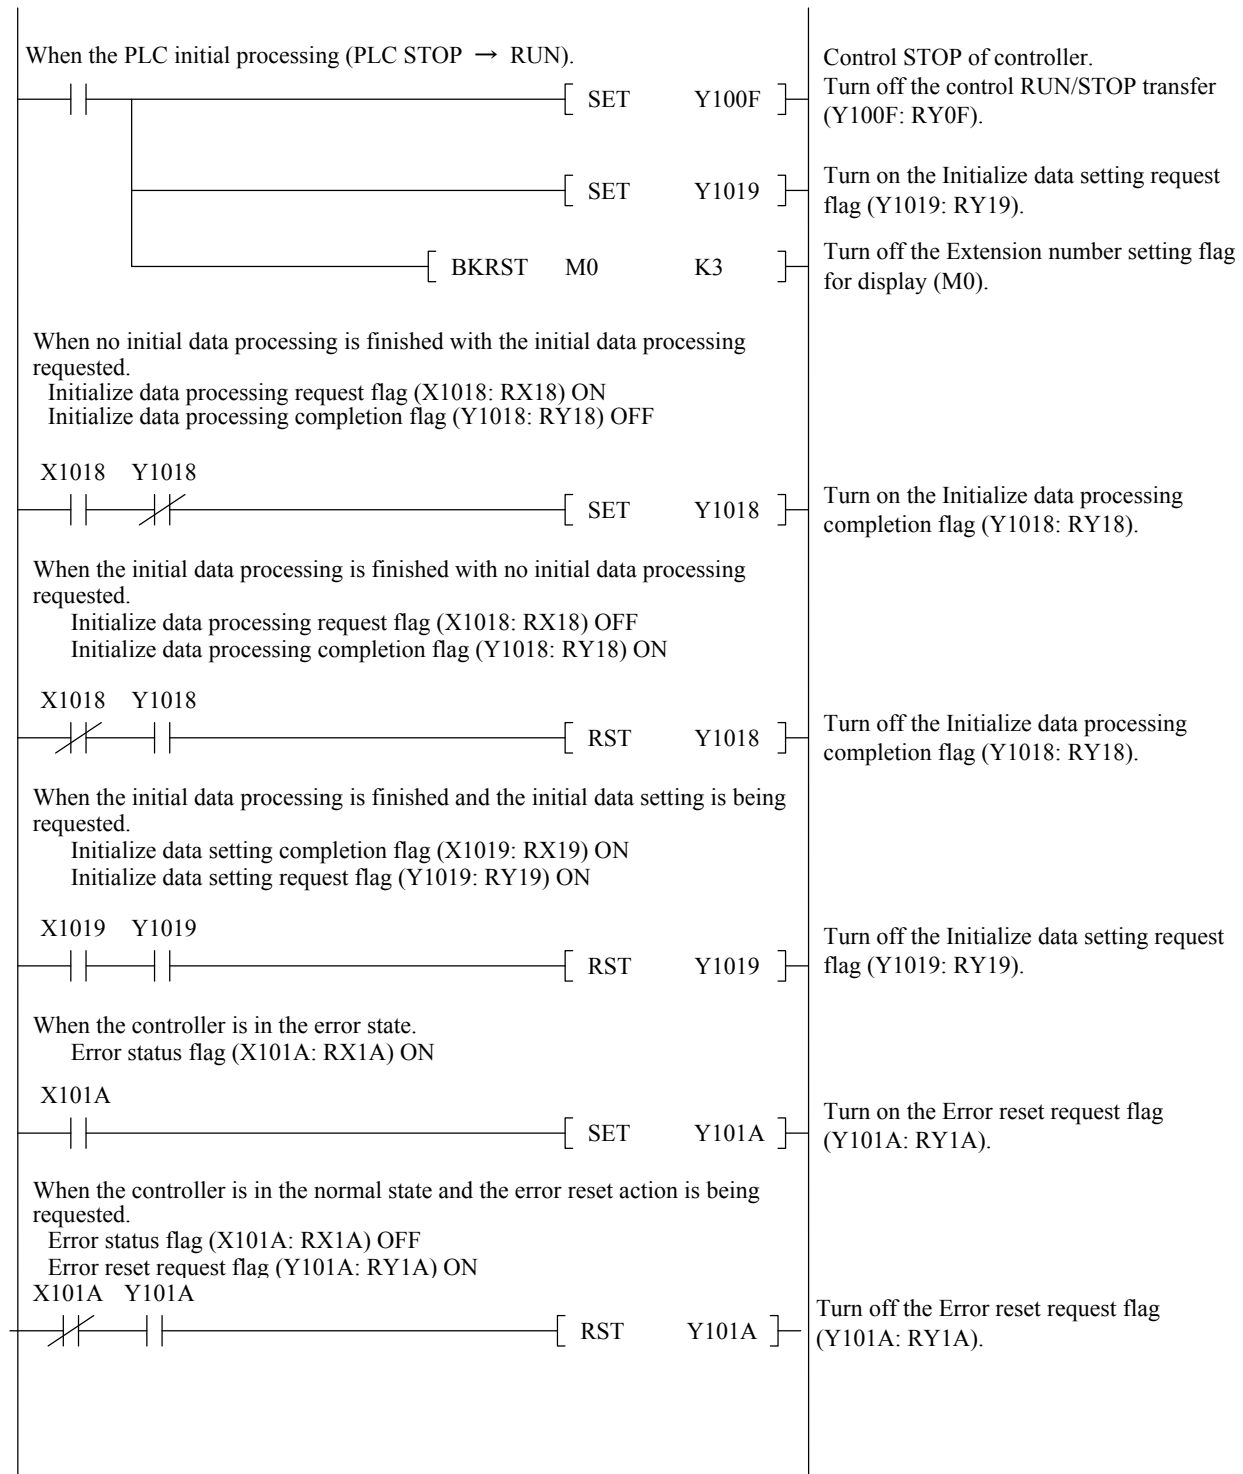 When the PLC initial processing (PLC STOP → RUN).
Control STOP of controller.
SET Y100F
Turn off the control RUN/STOP transfer
(Y100F: RY0F).
SET Y1019
Turn on the Initialize data setting request
flag (Y1019: RY19).
BKRST M0 K3
Turn off the Extension number setting flag
for display (M0).
When no initial data processing is finished with the initial data processing
requested.
Initialize data processing request flag (X1018: RX18) ON
Initialize data processing completion flag (Y1018: RY18) OFF
X1018 Y1018
SET Y1018
Turn on the Initialize data processing
completion flag (Y1018: RY18).
When the initial data processing is finished with no initial data processing
requested.
Initialize data processing request flag (X1018: RX18) OFF
Initialize data processing completion flag (Y1018: RY18) ON
X1018 Y1018
RST Y1018
Turn off the Initialize data processing
completion flag (Y1018: RY18).
When the initial data processing is finished and the initial data setting is being
requested.
Initialize data setting completion flag (X1019: RX19) ON
Initialize data setting request flag (Y1019: RY19) ON
X1019 Y1019
RST Y1019
Turn off the Initialize data setting request
flag (Y1019: RY19).
When the controller is in the error state.
Error status flag (X101A: RX1A) ON
X101A
SET Y101A
Turn on the Error reset request flag
(Y101A: RY1A).
When the controller is in the normal state and the error reset action is being
requested.
Error status flag (X101A: RX1A) OFF
Error reset request flag (Y101A: RY1A) ON
X101A Y101A
RST Y101A
Turn off the Error reset request flag
(Y101A: RY1A).